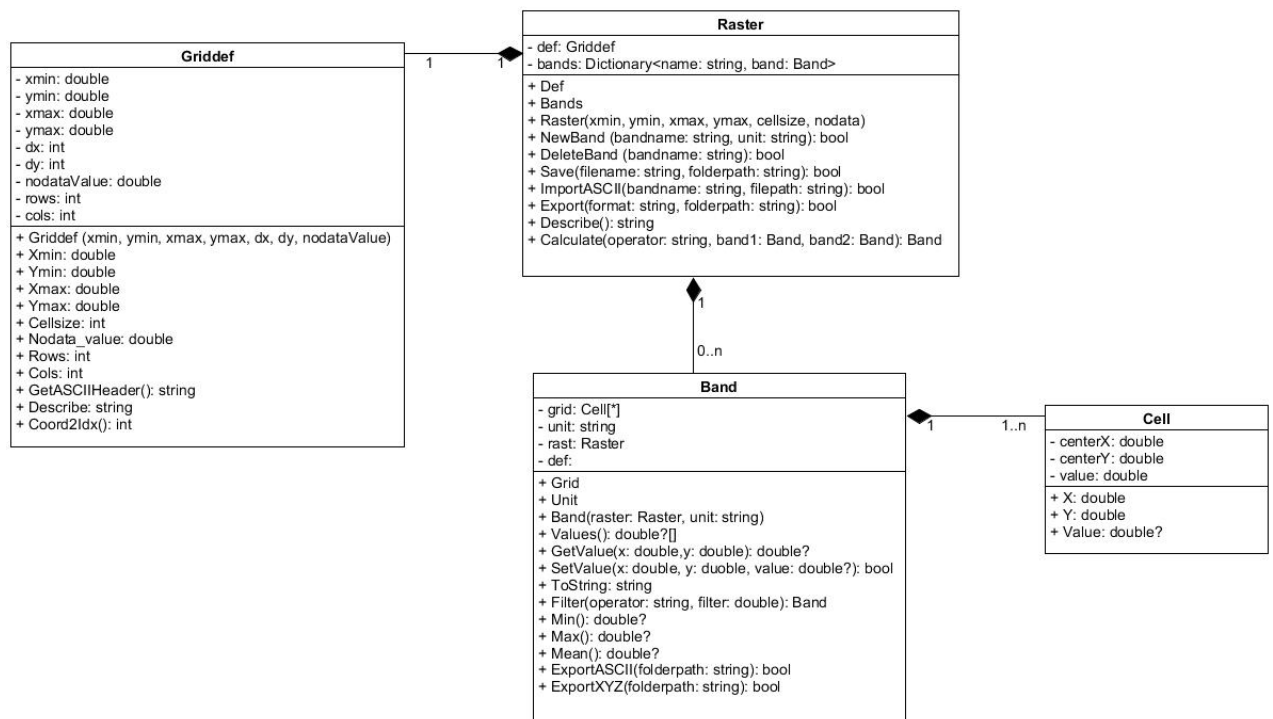 Griddef
- xmin: double
- ymin: double
- xmax: double
- ymax: double
- dx: int
- dy: int
- nodataValue: double
- rows: int
- cols: int
+ Griddef (xmin, ymin, xmax, ymax, dx, dy, nodataValue)
+ Xmin: double
+ Ymin: double
+ Xmax: double
+ Ymax: double
+ Cellsize: int
+ Nodata_value: double
+ Rows: int
+ Cols: int
+ GetASCIIHeader(): string
+ Describe: string
+ Coord2Idx(): int
1
1
Raster
- def: Griddef
- bands: Dictionary<name: string, band: Band>
+ Def
+ Bands
+ Raster(xmin, ymin, xmax, ymax, cellsize, nodata)
+ NewBand (bandname: string, unit: string): bool
+ DeleteBand (bandname: string): bool
+ Save(filename: string, folderpath: string): bool
+ ImportASCII(bandname: string, filepath: string): bool
+ Export(format: string, folderpath: string): bool
+ Describe(): string
+ Calculate(operator: string, band1: Band, band2: Band): Band
1
0..n
Band
- grid: Cell[*]
- unit: string
- rast: Raster
- def:
+ Grid
+ Unit
+ Band(raster: Raster, unit: string)
+ Values(): double?[]
+ GetValue(x: double,y: double): double?
+ SetValue(x: double, y: duoble, value: double?): bool
+ ToString: string
+ Filter(operator: string, filter: double): Band
+ Min(): double?
+ Max(): double?
+ Mean(): double?
+ ExportASCII(folderpath: string): bool
+ ExportXYZ(folderpath: string): bool
1
1..n
Cell
- centerX: double
- centerY: double
- value: double
+ X: double
+ Y: double
+ Value: double?